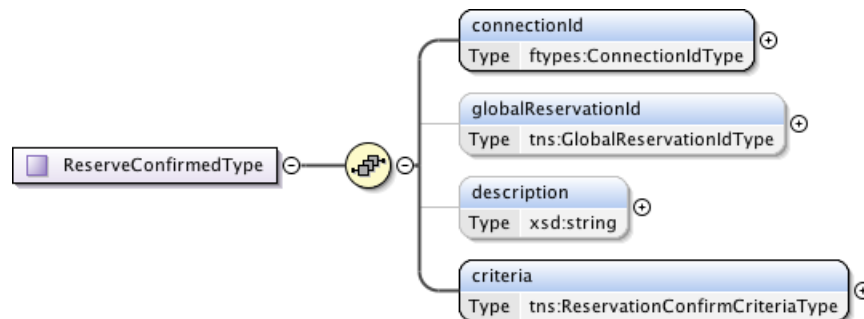 connectionId
Type ftypes:ConnectionIdType
globalReservationId
Type tns:GlobalReservationIdType
ReserveConfirmedType
description
Type xsd:string
criteria
Type tns:ReservationConfirmCriteriaType